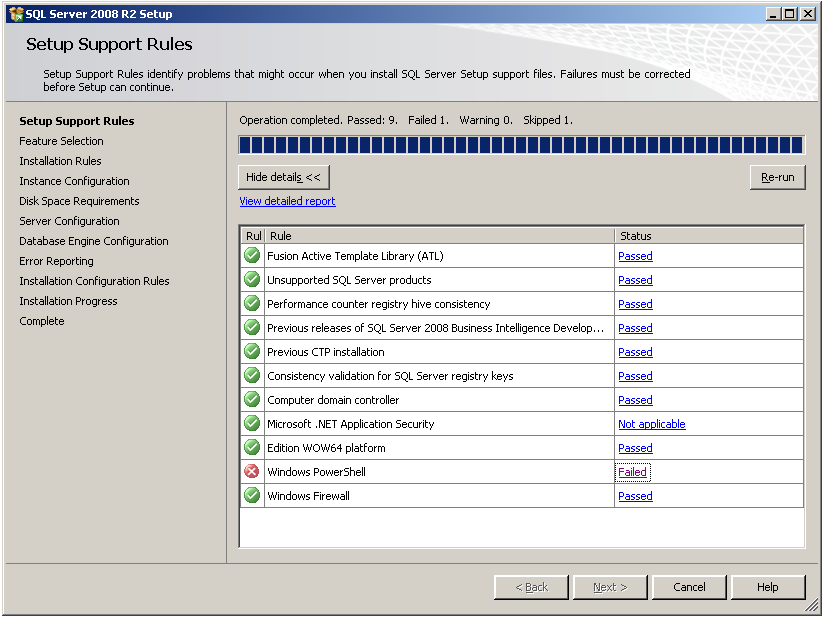 SQL Server 2008 R2 Setup
Setup Support Rules
Setup Support Rules identify problems that might occur when you install SQL Server Setup support files. Failures must be corrected
before Setup can continue.
Setup Support Rules
Feature Selection
Installation Rules
Instance Configuration
Disk Space Requirements
Server Configuration
Database Engine Configuration
Error Reporting
Installation Configuration Rules
Installation Progress
Complete
Operation completed. Passed: 9. Failed 1. Warning 0. Skipped 1.
Hide details <<
Re-run
View detailed report
Rul Rule Status
Fusion Active Template Library (ATL) Passed
Unsupported SQL Server products Passed
Performance counter registry hive consistency Passed
Previous releases of SQL Server 2008 Business Intelligence Develop... Passed
Previous CTP installation Passed
Consistency validation for SQL Server registry keys Passed
Computer domain controller Passed
Microsoft .NET Application Security Not applicable
Edition WOW64 platform Passed
Windows PowerShell Failed
Windows Firewall Passed
< Back Next > Cancel Help